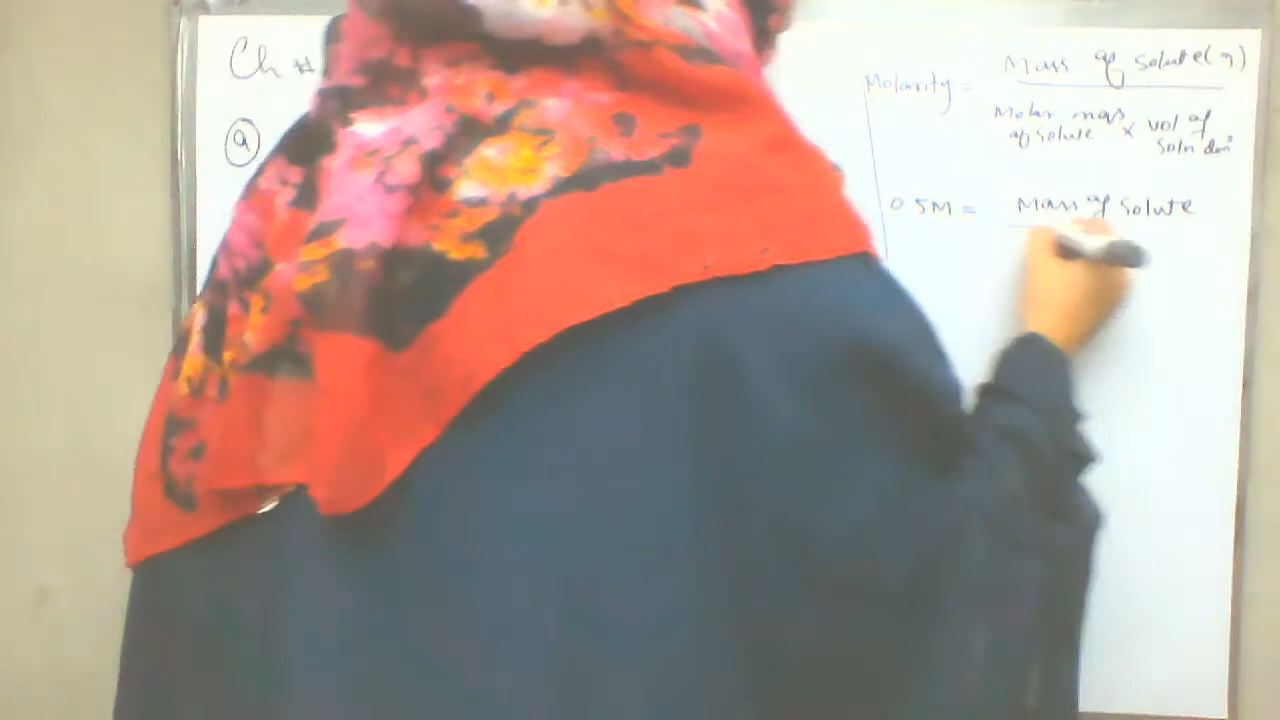 Ch #
a
Molarity = Mass of Solute(g)
Molar mass of Solute × vol of Soln dm³
0.5M = Mass of Solute